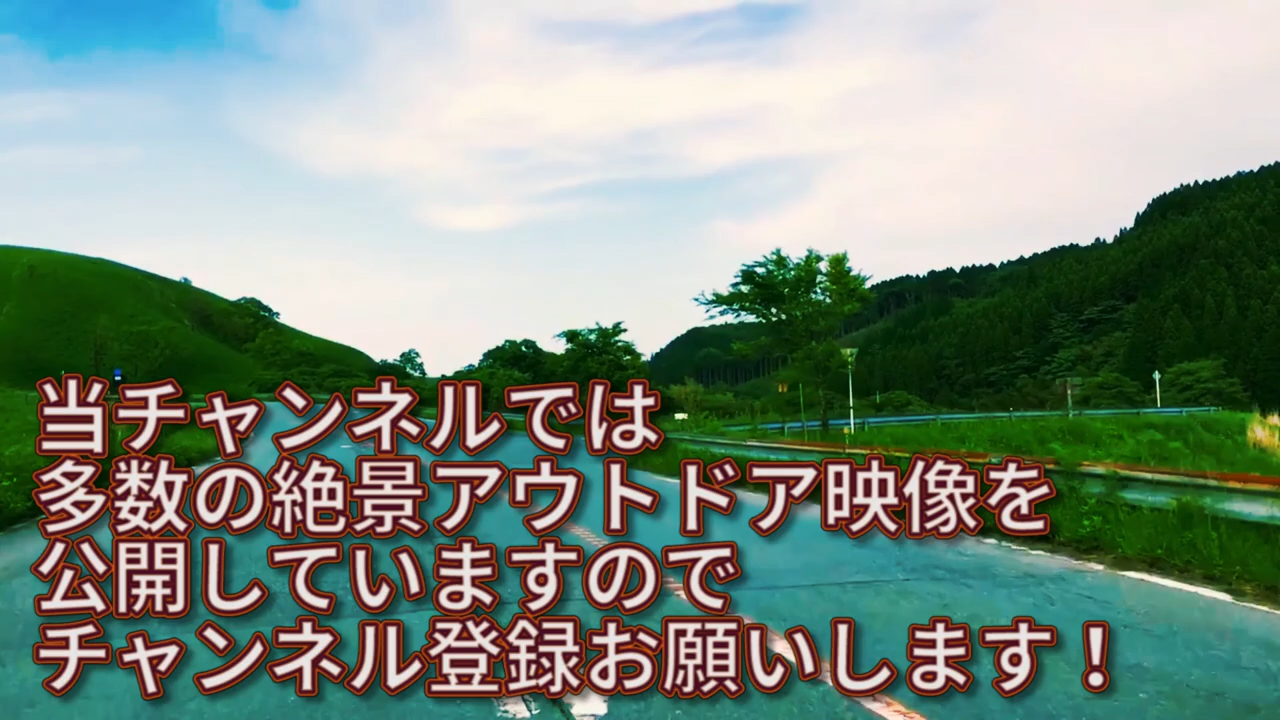 当チャンネルでは
多数の絶景アウトドア映像を
公開していますので
チャンネル登録お願いします！